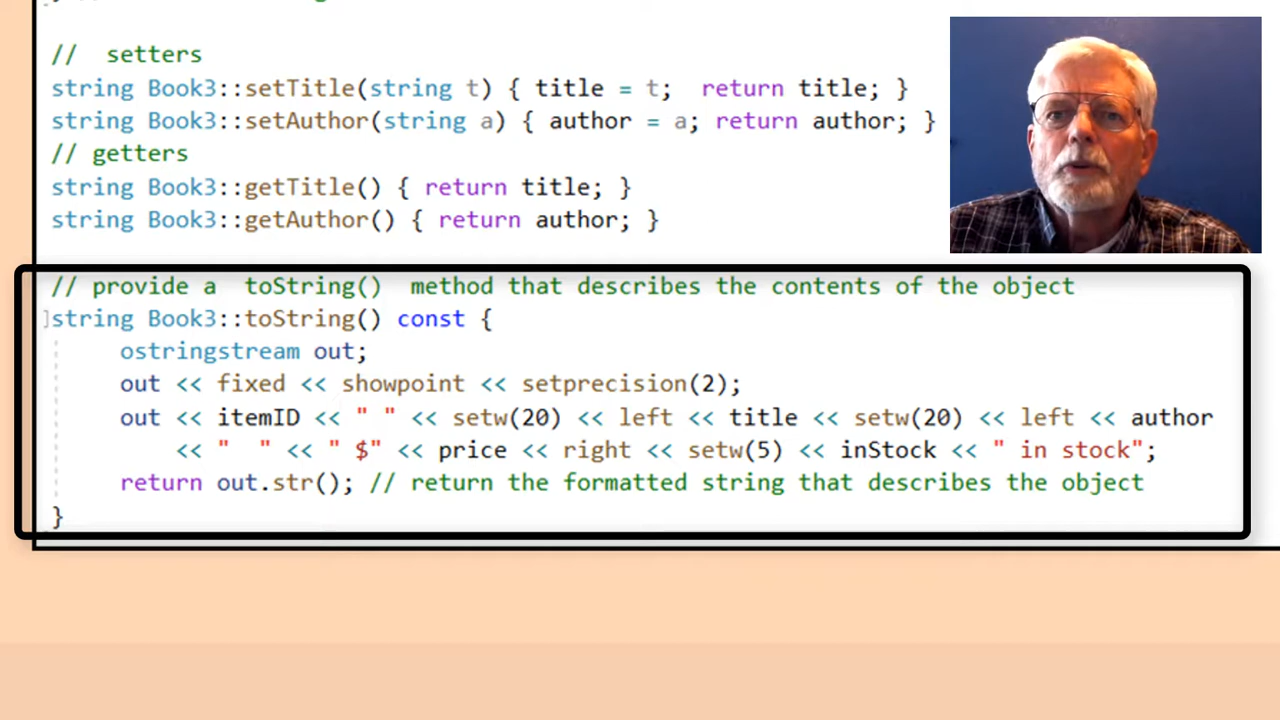 //  setters
string Book3::setTitle(string t) { title = t;  return title; }
string Book3::setAuthor(string a) { author = a; return author; }
// getters
string Book3::getTitle() { return title; }
string Book3::getAuthor() { return author; }
// provide a  toString()  method that describes the contents of the object
string Book3::toString() const {
ostringstream out;
out << fixed << showpoint << setprecision(2);
out << itemID << " " << setw(20) << left << title << setw(20) << left << author
<< "  " << " $" << price << right << setw(5) << inStock << " in stock";
return out.str(); // return the formatted string that describes the object
}